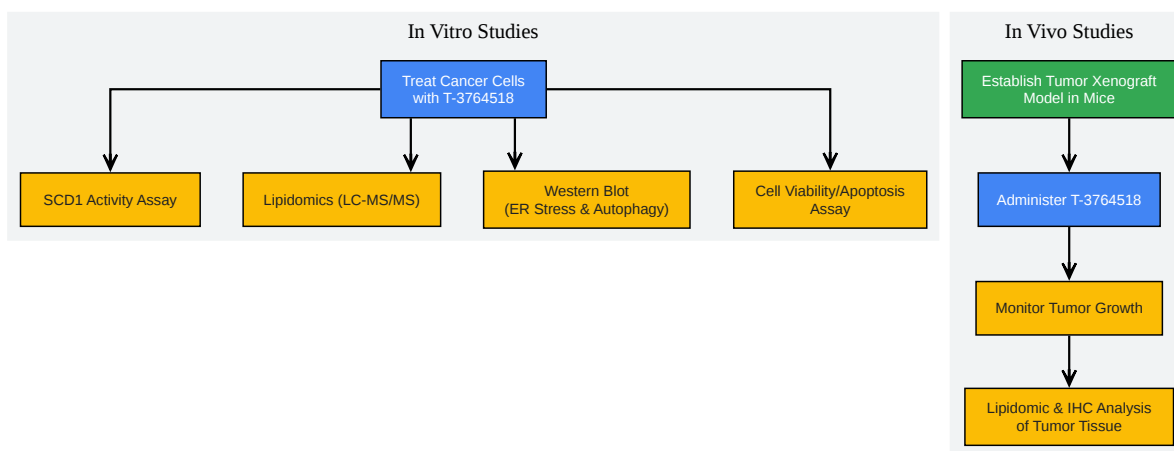 In Vitro Studies
Treat Cancer Cells
with T-3764518
SCD1 Activity Assay
Lipidomics (LC-MS/MS)
Western Blot
(ER Stress & Autophagy)
Cell Viability/Apoptosis
Assay
In Vivo Studies
Establish Tumor Xenograft
Model in Mice
Administer T-3764518
Monitor Tumor Growth
Lipidomic & IHC Analysis
of Tumor Tissue